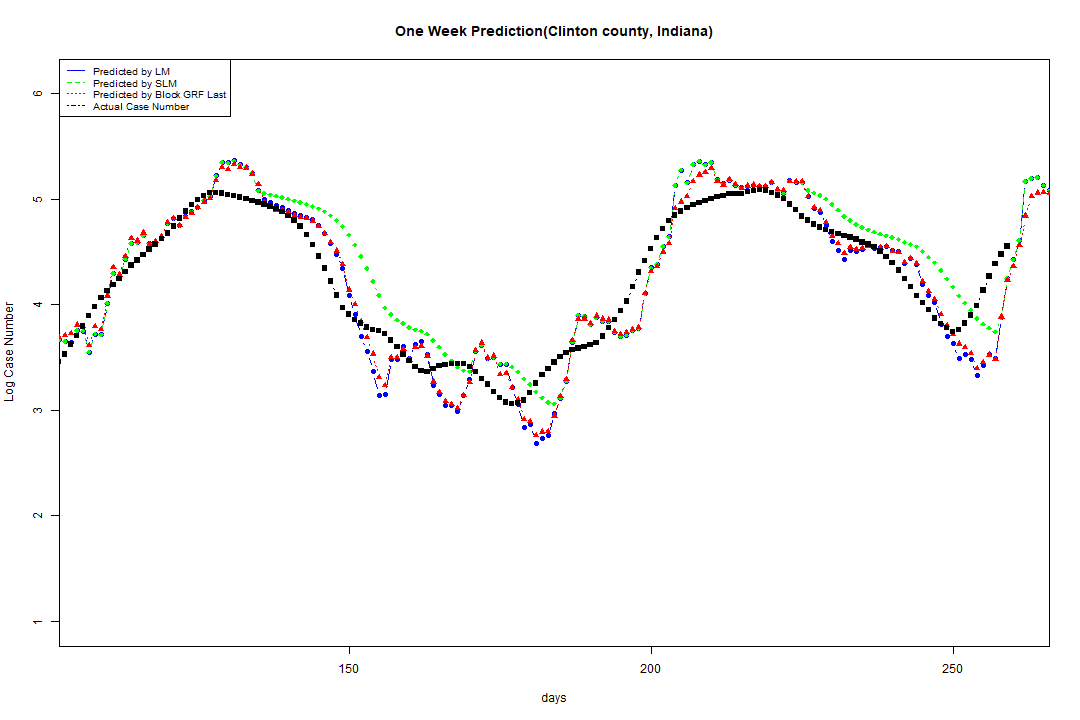 One Week Prediction(Clinton county, Indiana)
Predicted by LM
Predicted by SLM
Predicted by Block GRF Last
Actual Case Number
6
5
4
3
2
1
Log Case Number
150
200
250
days